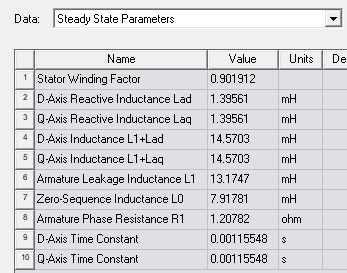 Data: Steady State Parameters
Name Value Units De
1 Stator Winding Factor 0.901912
2 D-Axis Reactive Inductance Lad 1.39561 mH
3 Q-Axis Reactive Inductance Laq 1.39561 mH
4 D-Axis Inductance L1+Lad 14.5703 mH
5 Q-Axis Inductance L1+Laq 14.5703 mH
6 Armature Leakage Inductance L1 13.1747 mH
7 Zero-Sequence Inductance L0 7.91781 mH
8 Armature Phase Resistance R1 1.20782 ohm
9 D-Axis Time Constant 0.00115548 s
10 Q-Axis Time Constant 0.00115548 s